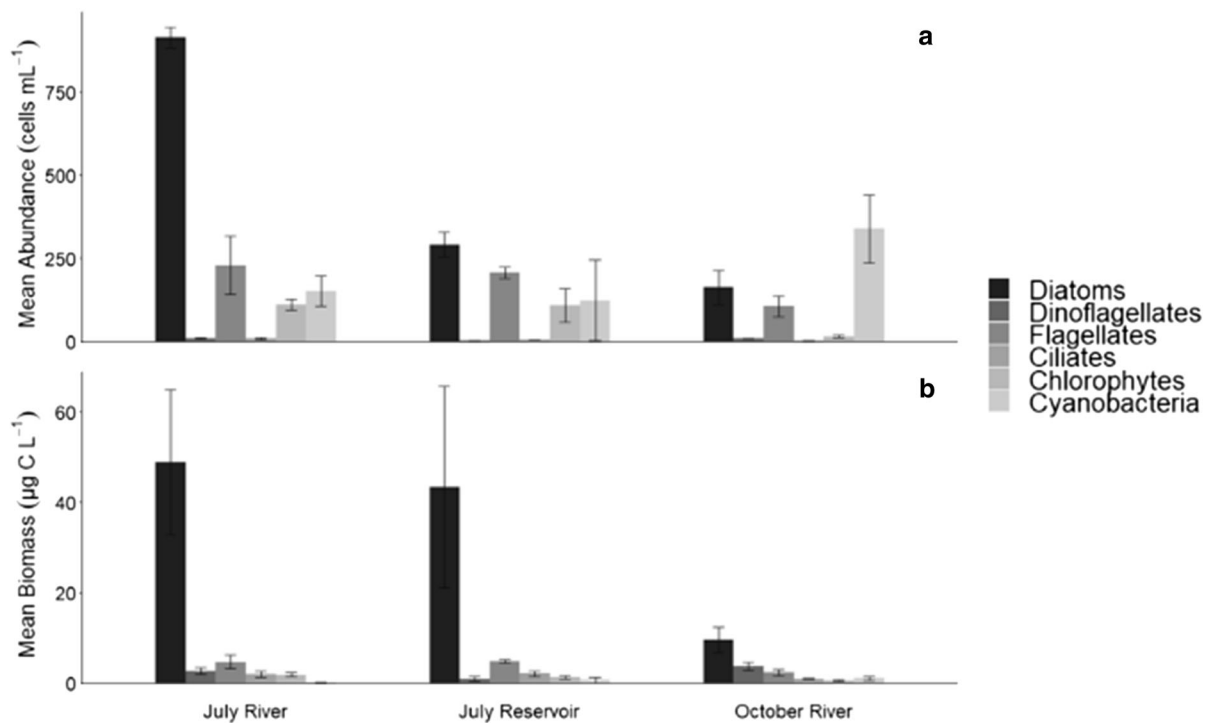 a
Mean Abundance (cells mL⁻¹)
750
500
250
0
Diatoms
Dinoflagellates
Flagellates
Ciliates
Chlorophytes
Cyanobacteria
b
Mean Biomass (µg C L⁻¹)
60
40
20
0
July River
July Reservoir
October River